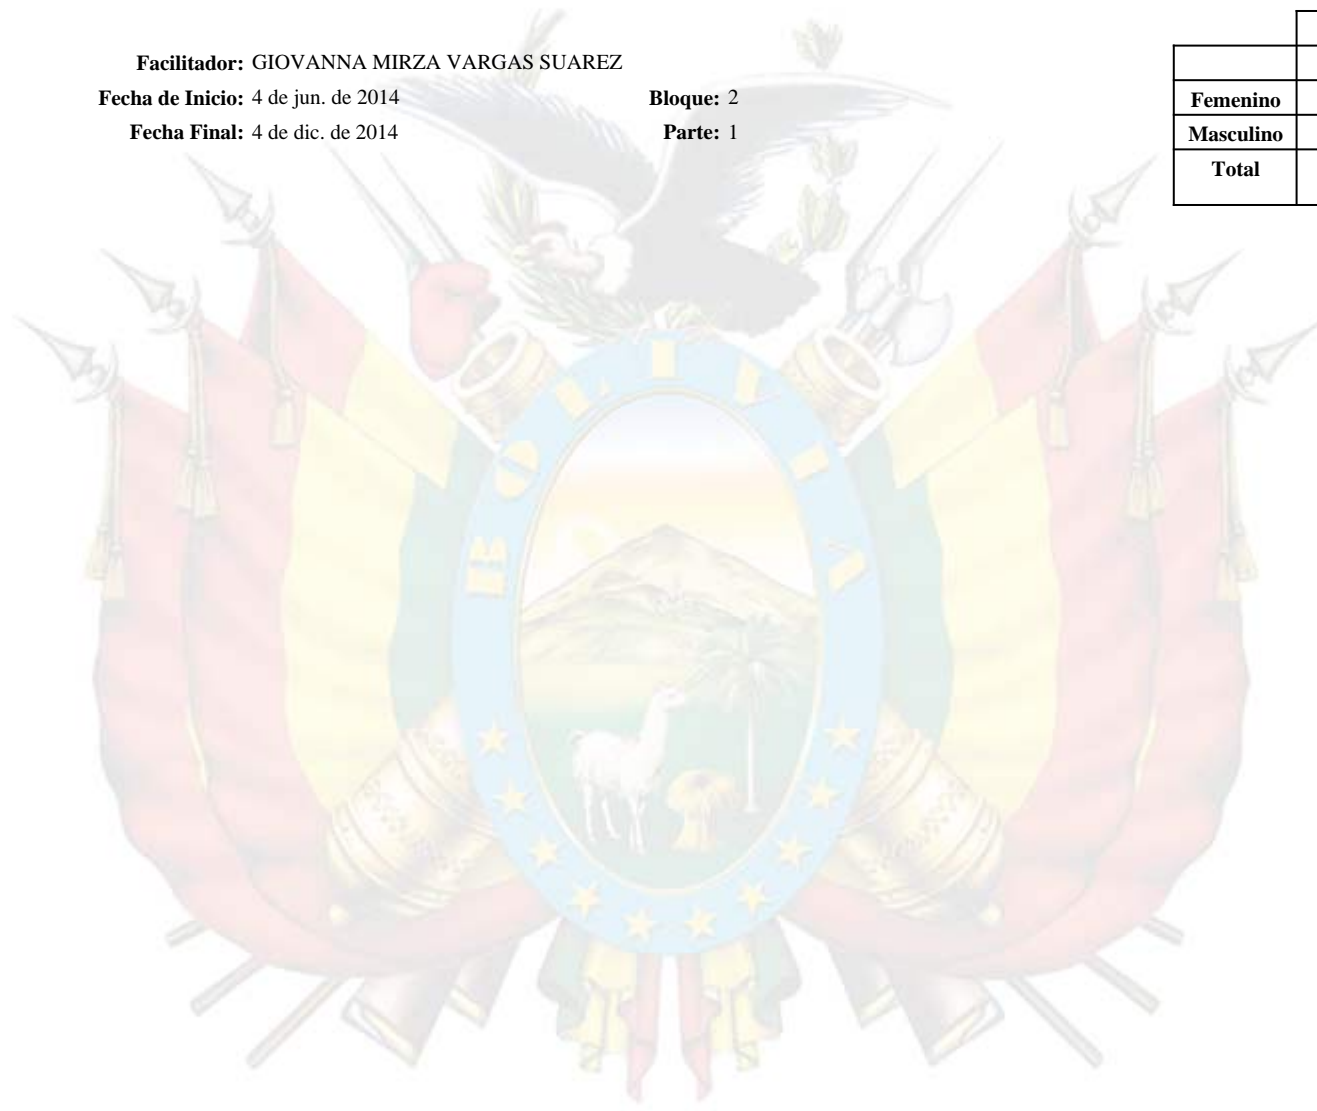 Facilitador: GIOVANNA MIRZA VARGAS SUAREZ
Fecha de Inicio: 4 de jun. de 2014 Bloque: 2
Fecha Final: 4 de dic. de 2014 Parte: 1
Femenino
Masculino
Total
BOLIVIA